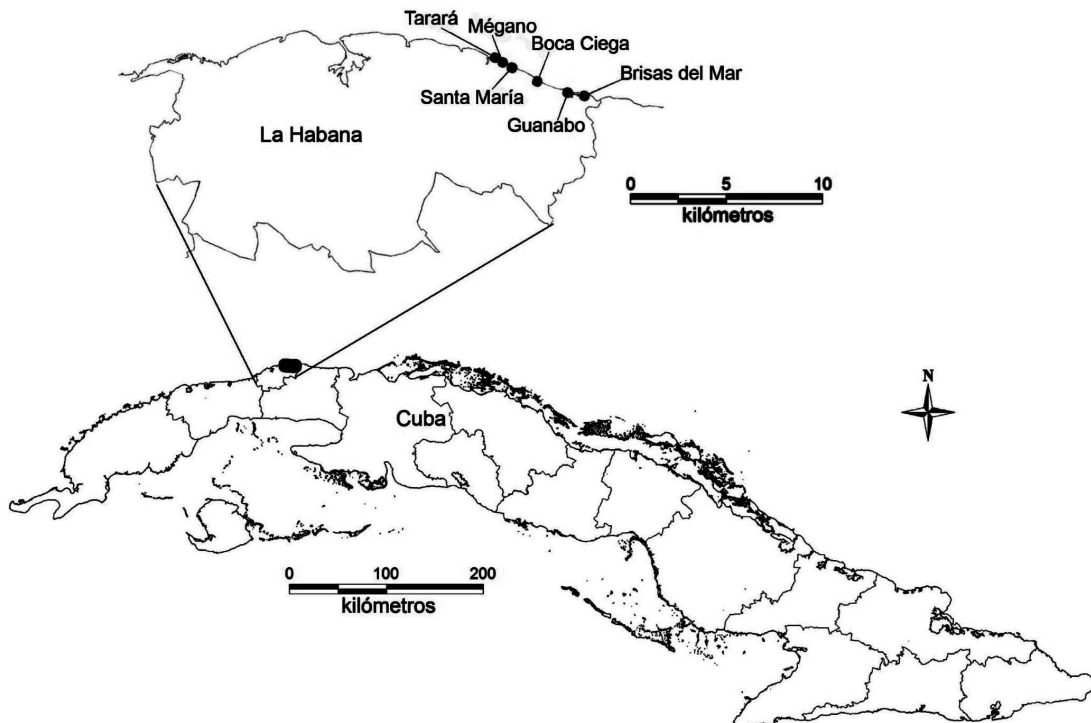 Tarará
Mégano
Boca Ciega
Brisas del Mar
Santa María
Guanabo
La Habana
0 5 10
kilómetros
N
Cuba
0 100 200
kilómetros